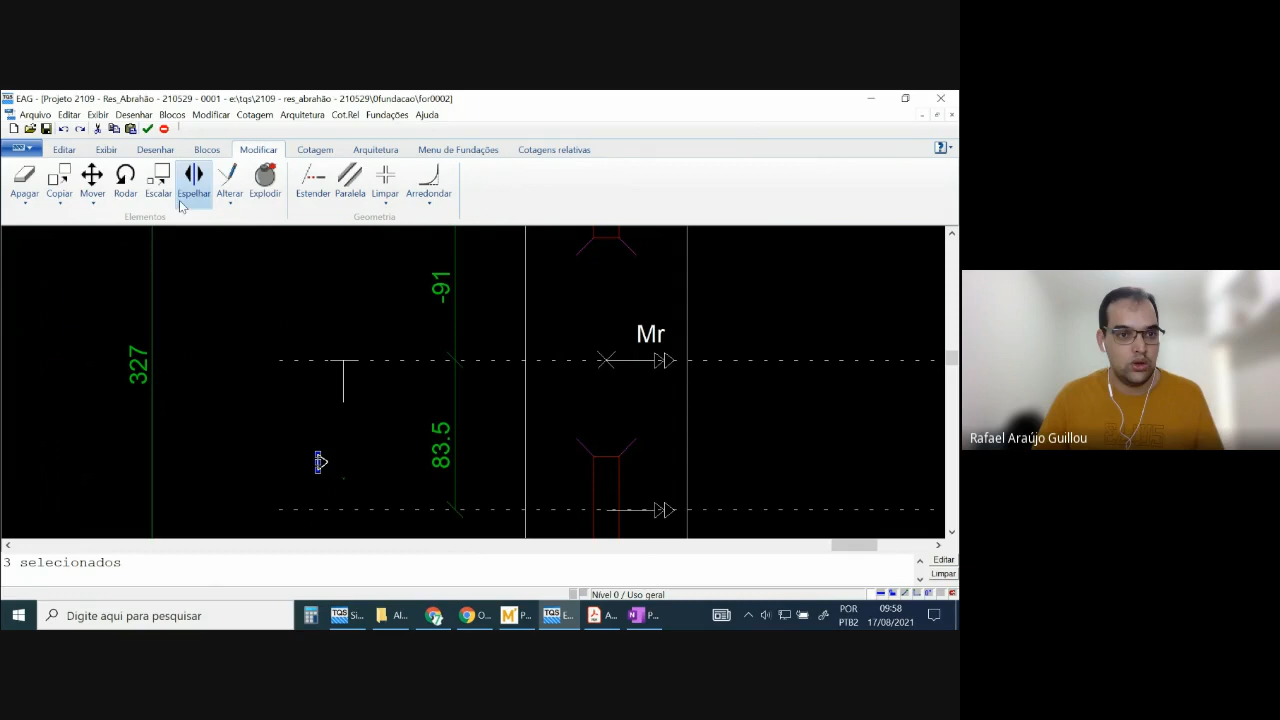 EAG - [Projeto 2109 - Res_Abrahão - 210529 - 0001 - e:\tqs\2109 - res_abrahão - 210529\0fundacao\for0002]
Arquivo Editar Exibir Desenhar Blocos Modificar Cotagem Arquitetura Cot.Rel Fundações Ajuda
Editar Exibir Desenhar Blocos Modificar Cotagem Arquitetura Menu de Fundações Cotagens relativas
Apagar Copiar Mover Rodar Escalar Espelhar Alterar Explodir Estender Paralela Limpar Arredondar
Elementos Geometria
-91
Mr
327
83.5
Rafael Araújo Guillou
3 selecionados
Editar
Limpar
Nível 0 / Uso geral
Digite aqui para pesquisar
TQS Si... Al... O... P... TQS E... A... P...
POR
PTB2
09:58
17/08/2021